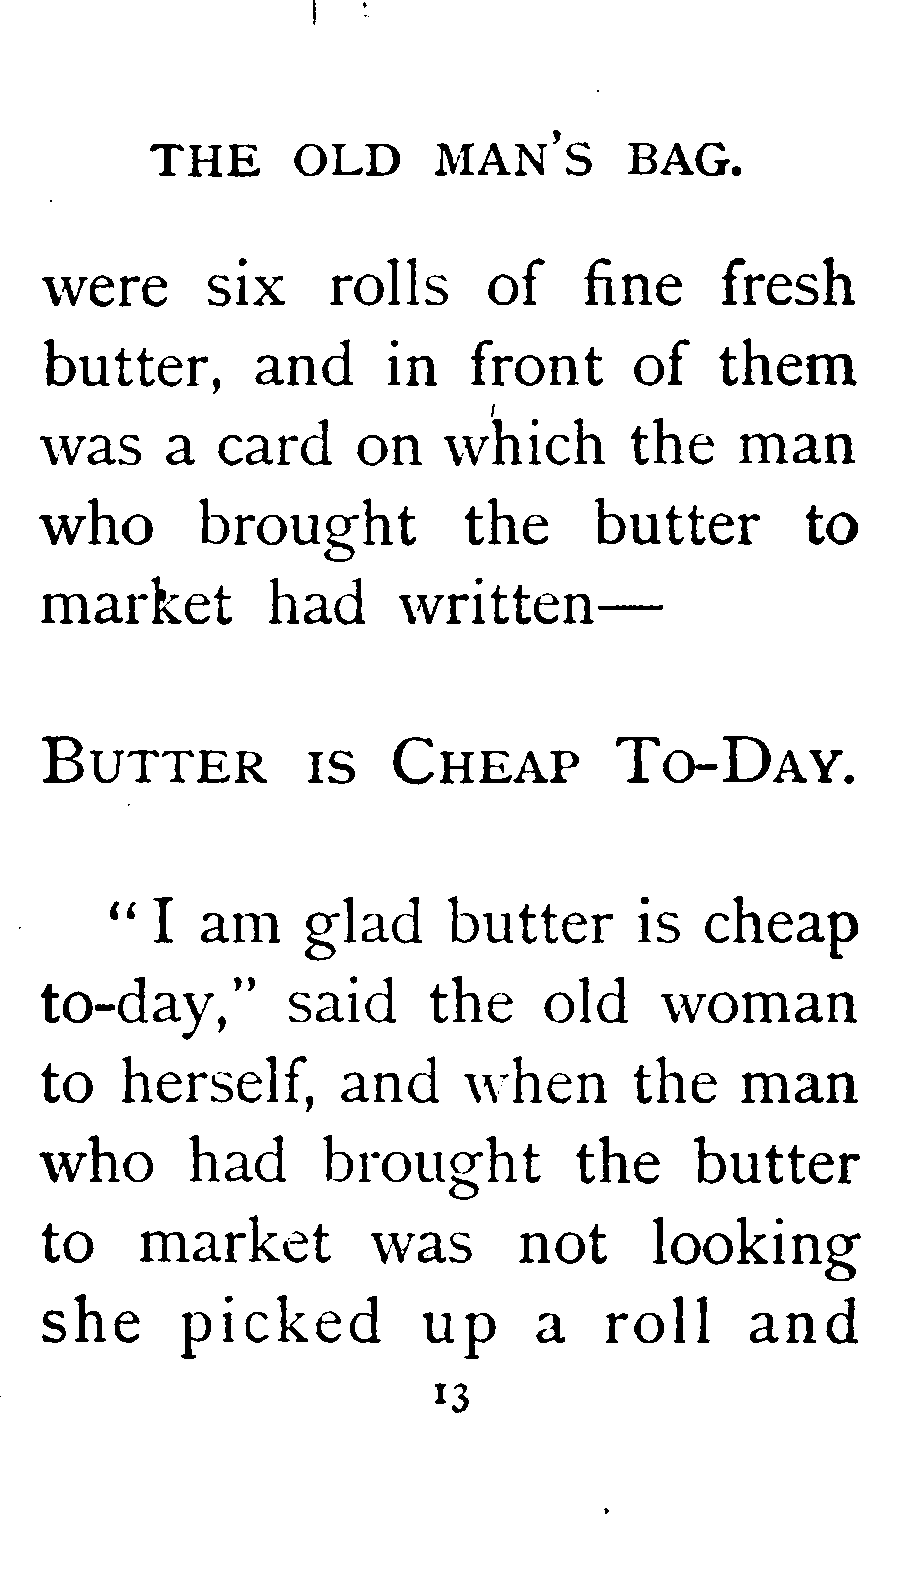 THE OLD MAN'S BAG.
were six rolls of fine fresh
butter, and in front of them
was a card on which the man
who brought the butter to
market had written—
BUTTER IS CHEAP TO-DAY.
"I am glad butter is cheap
to-day," said the old woman
to herself, and when the man
who had brought the butter
to market was not looking
she picked up a roll and
13